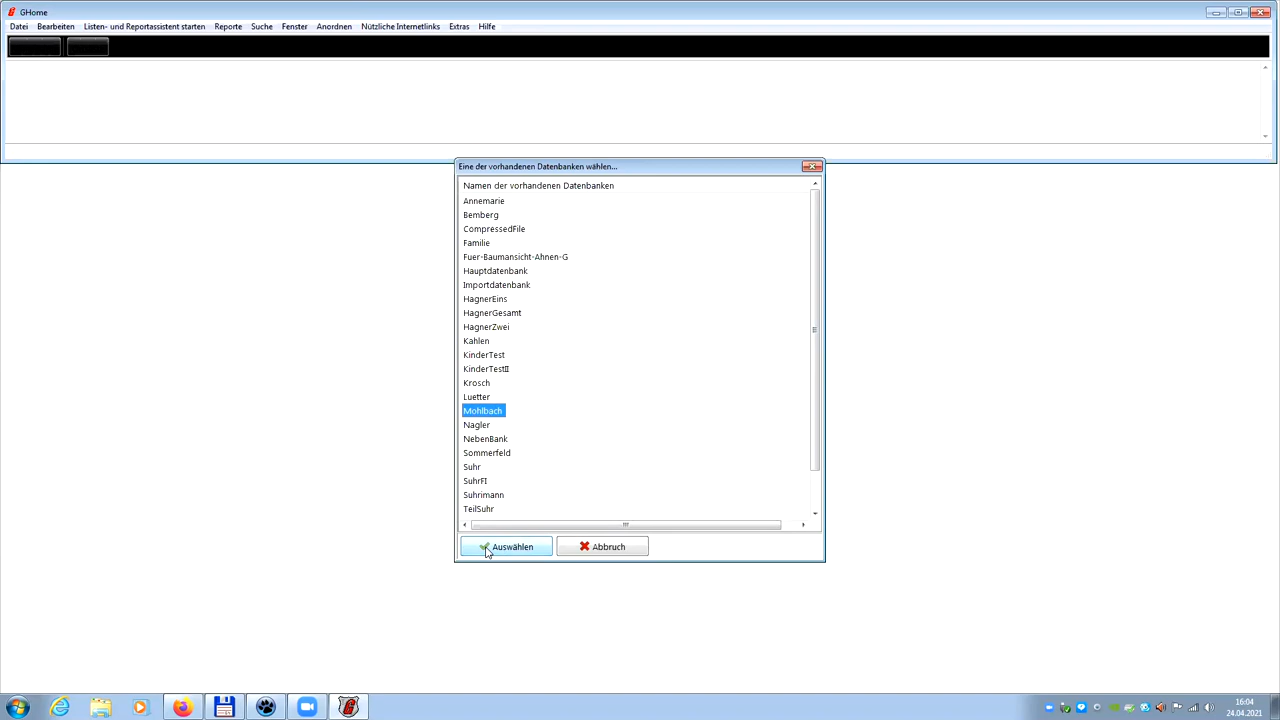 GHome
Datei Bearbeiten Listen- und Reportassistent starten Reporte Suche Fenster Anordnen Nützliche Internetlinks Extras Hilfe
Eine der vorhandenen Datenbanken wählen...
Namen der vorhandenen Datenbanken
Annemarie
Bemberg
CompressedFile
Familie
Fuer-Baumansicht-Ahnen-G
Hauptdatenbank
Importdatenbank
HagnerEins
HagnerGesamt
HagnerZwei
Kahlen
KinderTest
KinderTestII
Krosch
Luetter
Mohlbach
Nagler
NebenBank
Sommerfeld
Suhr
SuhrFI
Suhrimann
TeilSuhr
Auswählen Abbruch
16:04
24.04.2021